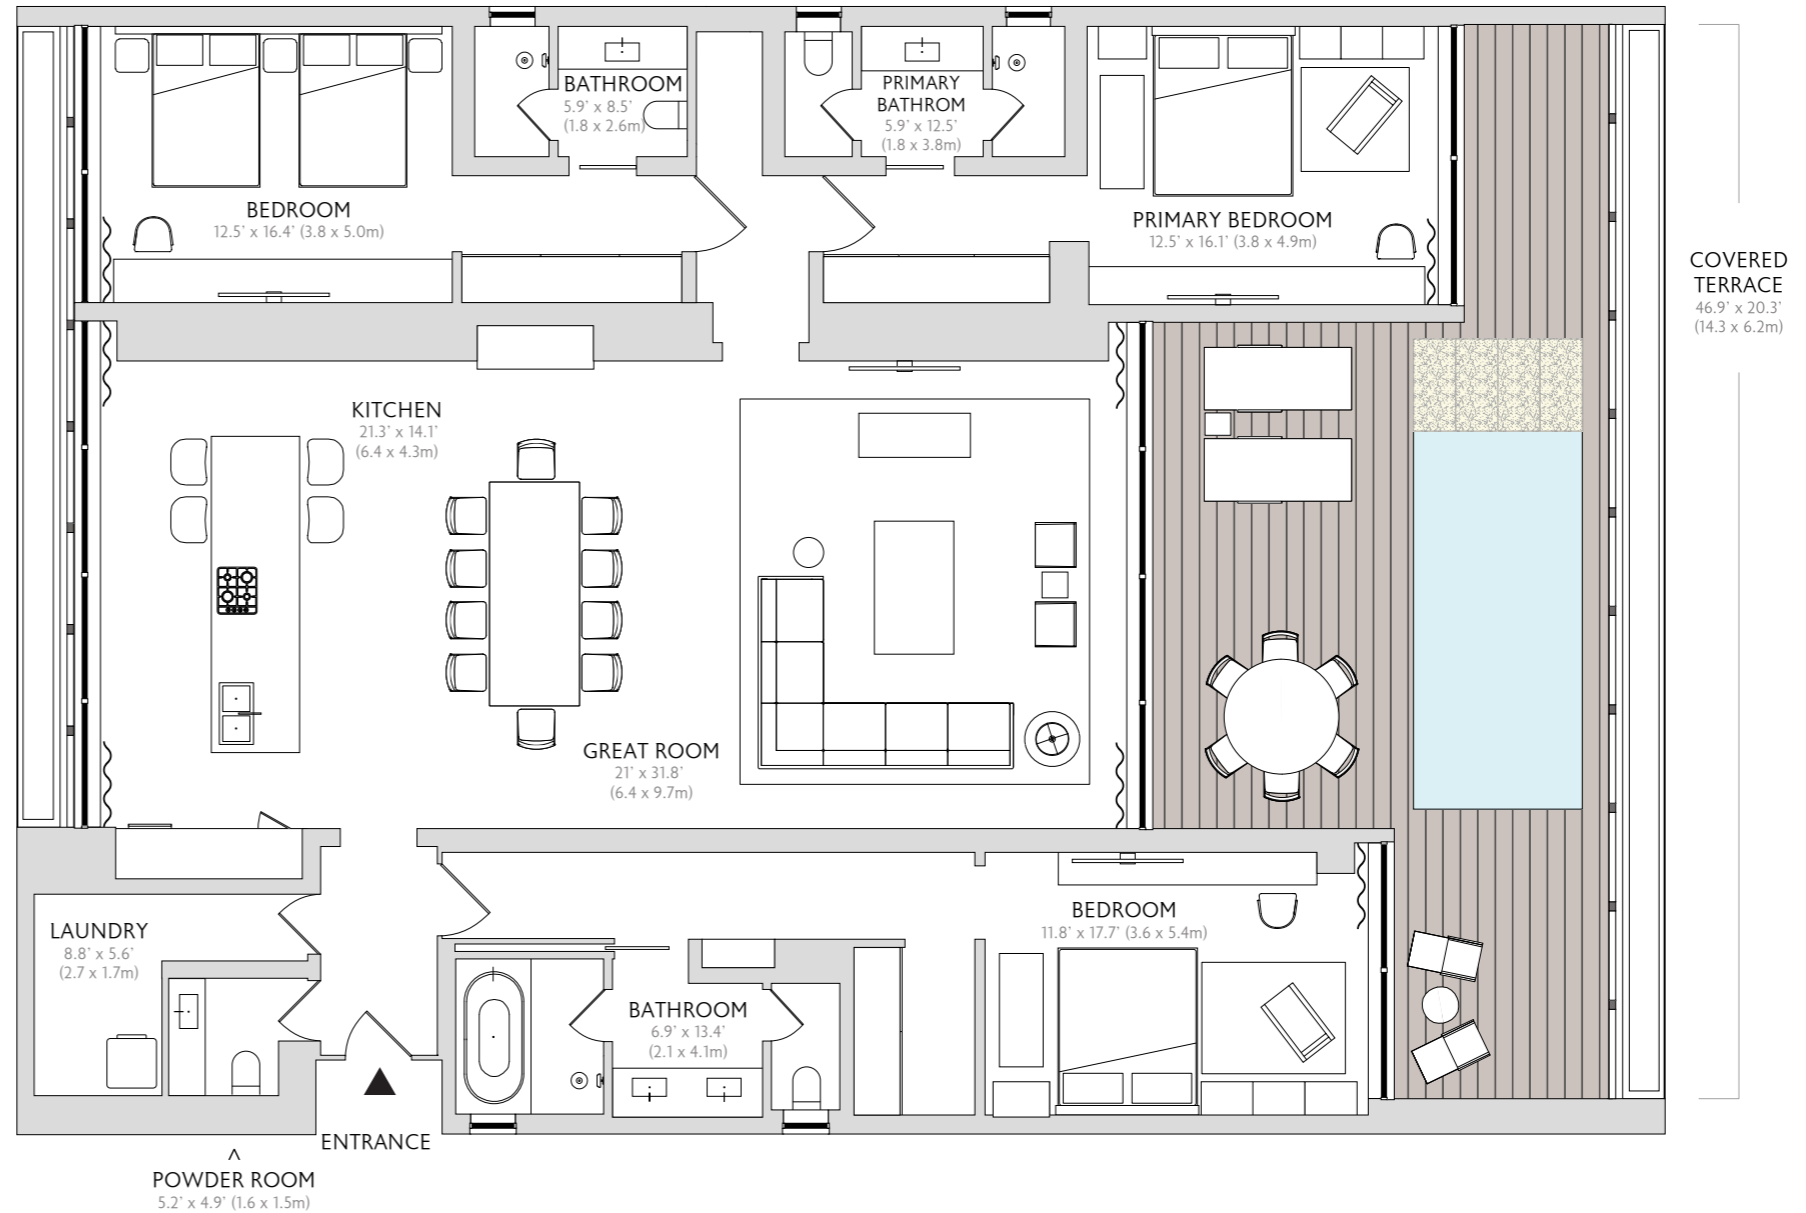 BATHROOM
5.9' x 8.5'
(1.8 x 2.6m)
PRIMARY
BATHROM
5.9' x 12.5'
(1.8 x 3.8m)
BEDROOM
12.5' x 16.4' (3.8 x 5.0m)
PRIMARY BEDROOM
12.5' x 16.1' (3.8 x 4.9m)
COVERED
TERRACE
46.9' x 20.3'
(14.3 x 6.2m)
KITCHEN
21.3' x 14.1'
(6.4 x 4.3m)
GREAT ROOM
21' x 31.8'
(6.4 x 9.7m)
LAUNDRY
8.8' x 5.6'
(2.7 x 1.7m)
BEDROOM
11.8' x 17.7' (3.6 x 5.4m)
BATHROOM
6.9' x 13.4'
(2.1 x 4.1m)
ENTRANCE
POWDER ROOM
5.2' x 4.9' (1.6 x 1.5m)